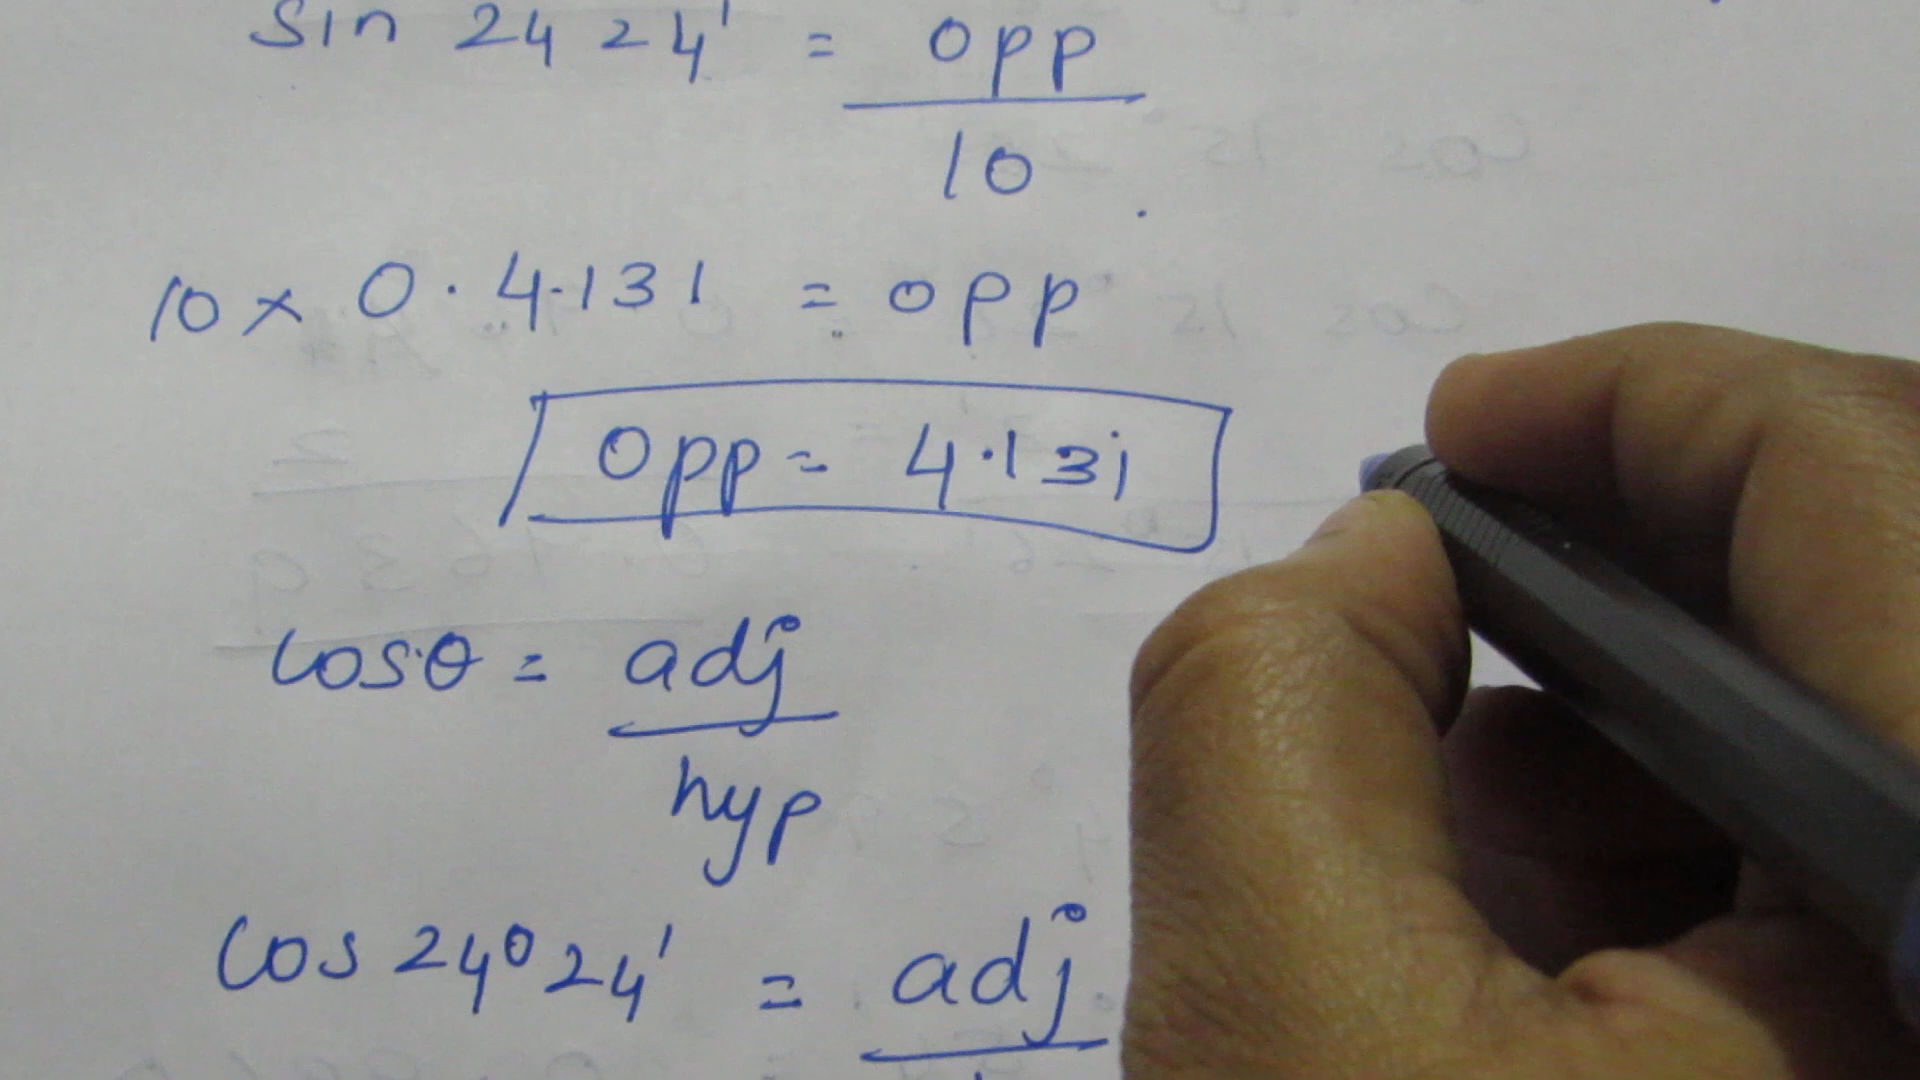 Sin 24 24' = opp
10
10 × 0.4131 = opp
opp = 4.131
cos θ = adj
hyp
cos 24° 24' = adj